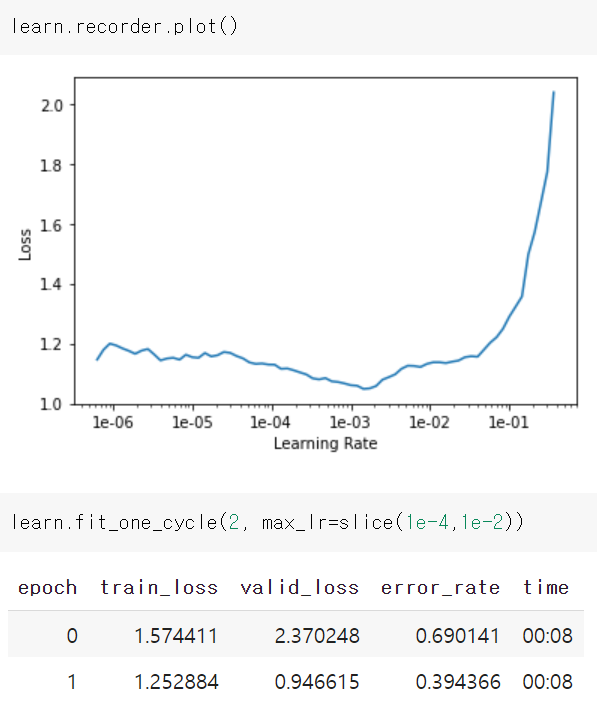 learn.recorder.plot()
2.0
1.8
1.6
1.4
1.2
1.0
Loss
1e-06 1e-05 1e-04 1e-03 1e-02 1e-01
Learning Rate
learn.fit_one_cycle(2, max_lr=slice(1e-4,1e-2))
epoch train_loss valid_loss error_rate time
0 1.574411 2.370248 0.690141 00:08
1 1.252884 0.946615 0.394366 00:08